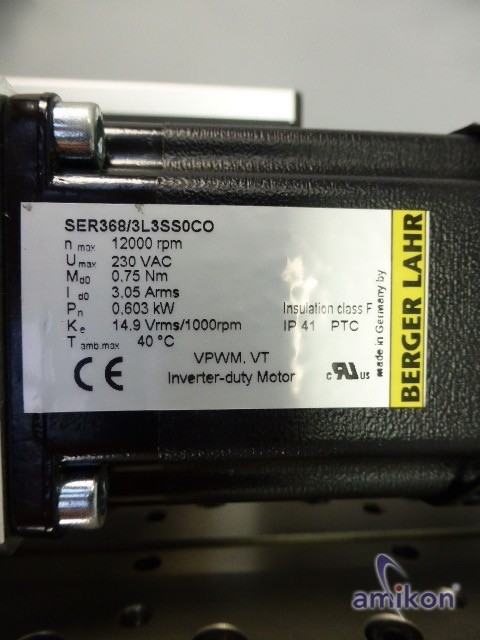 SER368/3L3SS0CO
n max 12000 rpm
U max 230 VAC
M d0 0.75 Nm
I d0 3.05 Arms
P n 0,603 kW
K e 14.9 Vrms/1000rpm
T amb.max 40 °C
Insulation class F
IP 41 PTC
VPWM, VT
Inverter-duty Motor
CE
c RU US
made in Germany by
BERGER LAHR
amikon